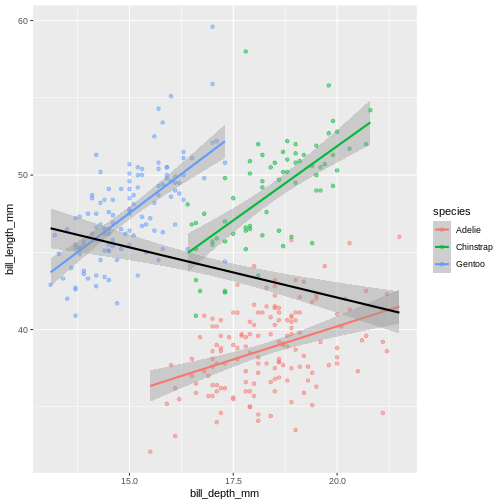 60
50
40
bill_length_mm
15.0
17.5
20.0
bill_depth_mm
species
Adelie
Chinstrap
Gentoo